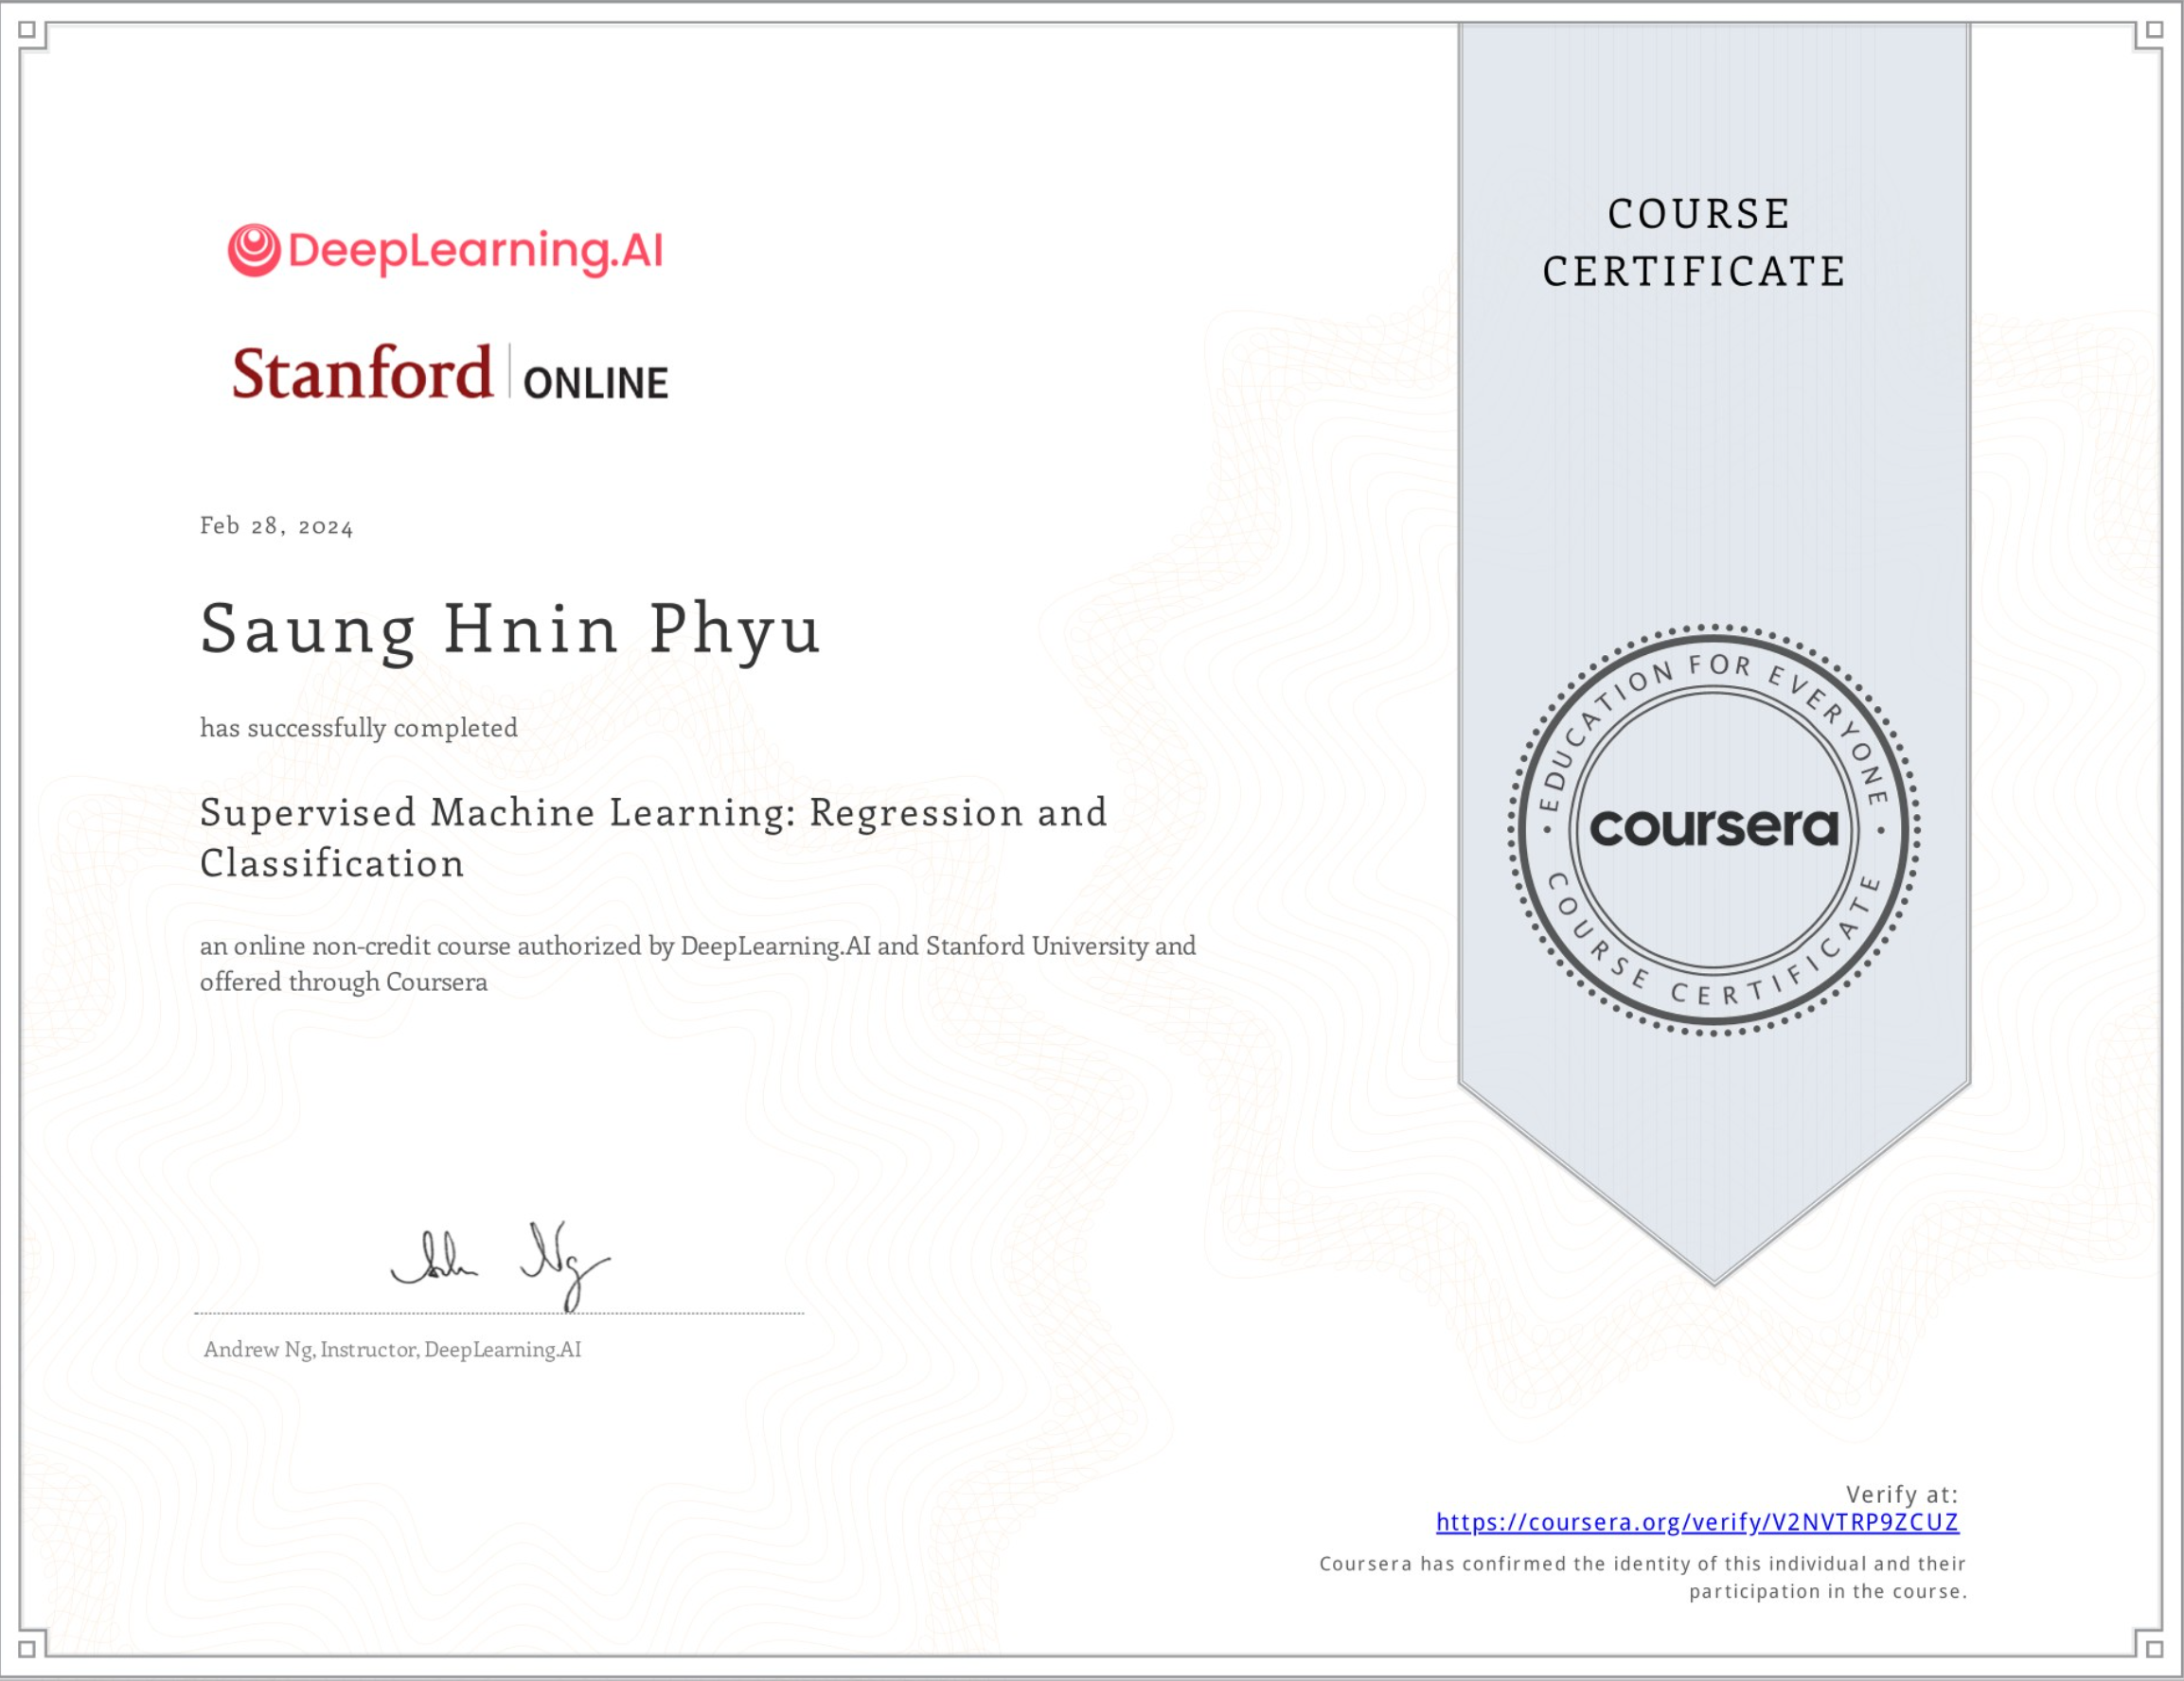 DeepLearning.AI
Stanford ONLINE
Feb 28, 2024
Saung Hnin Phyu
has successfully completed
Supervised Machine Learning: Regression and
Classification
an online non-credit course authorized by DeepLearning.AI and Stanford University and
offered through Coursera
Andrew Ng, Instructor, DeepLearning.AI
COURSE
CERTIFICATE
EDUCATION FOR EVERYONE
coursera
COURSE CERTIFICATE
Verify at:
https://coursera.org/verify/V2NVTRP9ZCUZ
Coursera has confirmed the identity of this individual and their
participation in the course.